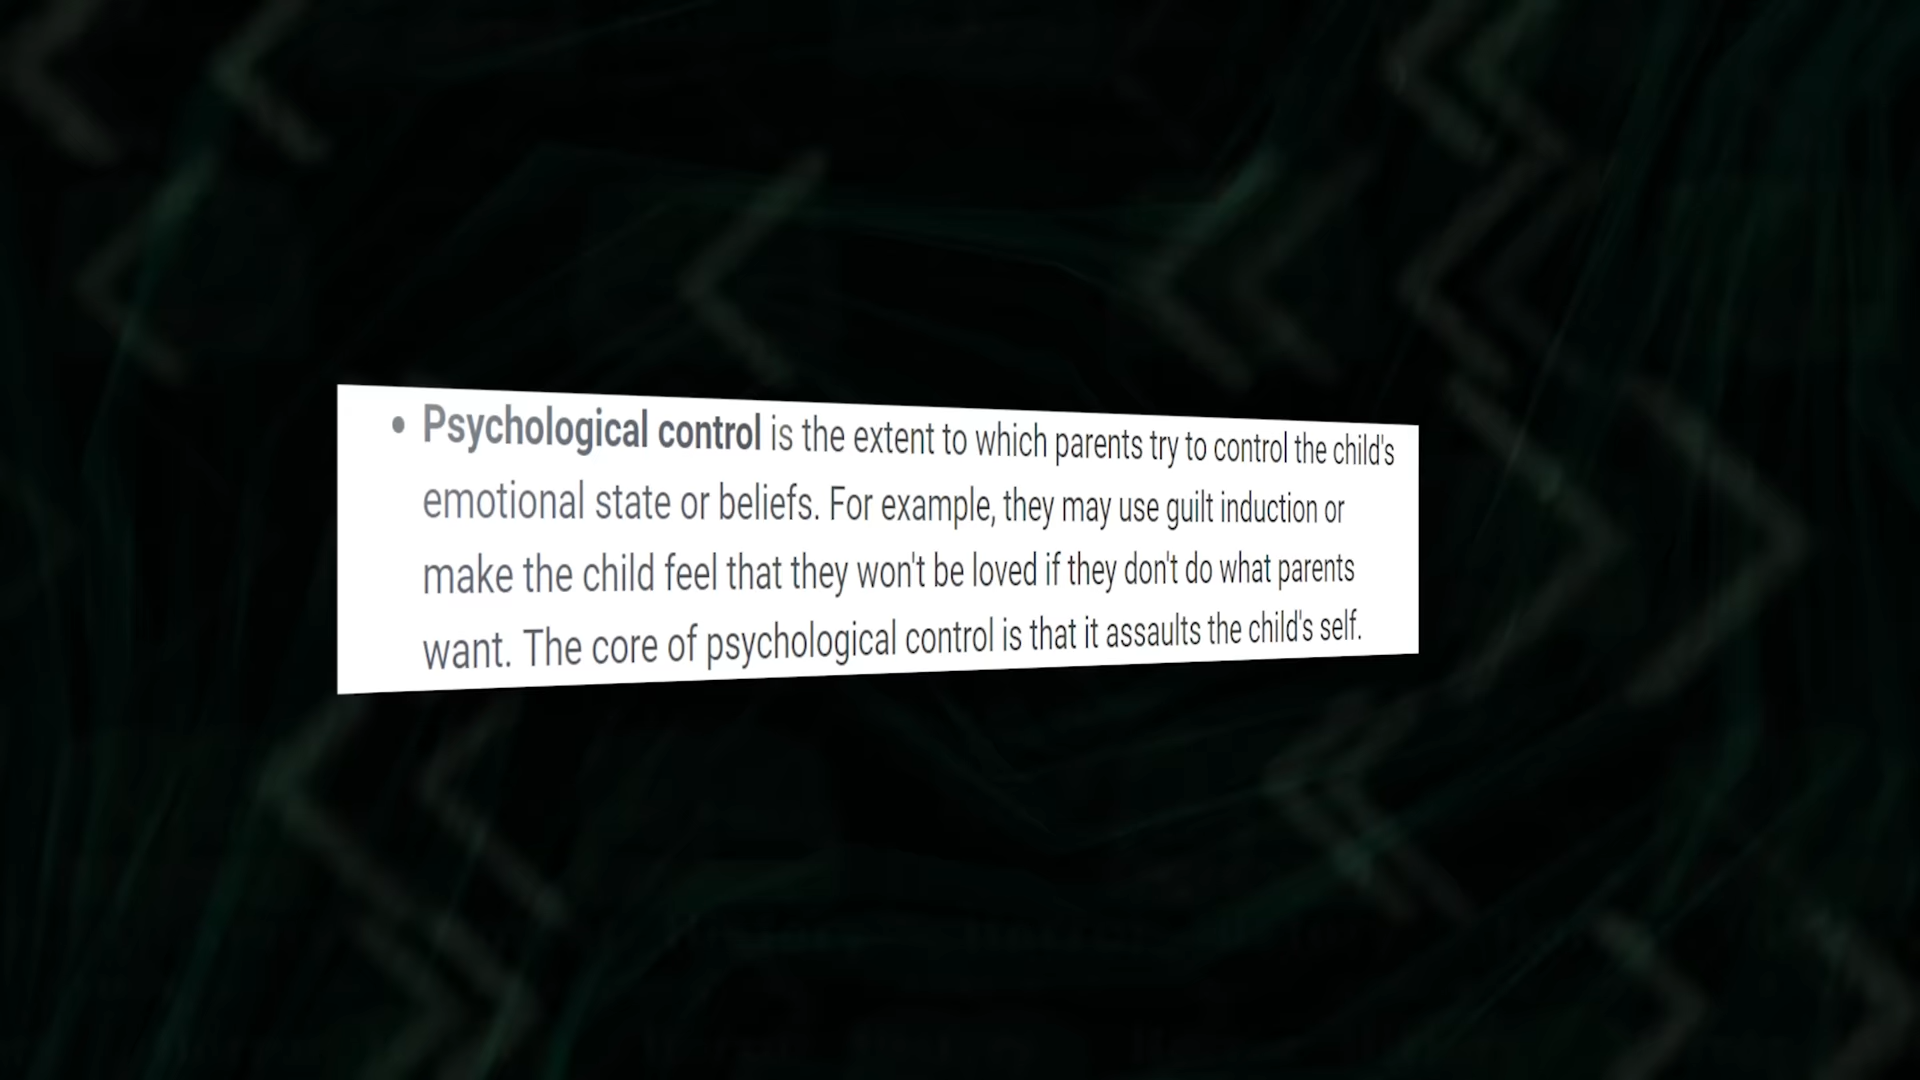 • Psychological control is the extent to which parents try to control the child's
emotional state or beliefs. For example, they may use guilt induction or
make the child feel that they won't be loved if they don't do what parents
want. The core of psychological control is that it assaults the child's self.